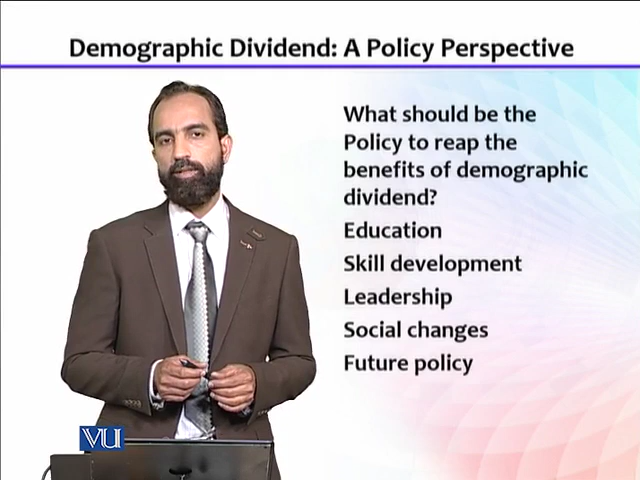 Demographic Dividend: A Policy Perspective
What should be the
Policy to reap the
benefits of demographic
dividend?
Education
Skill development
Leadership
Social changes
Future policy
VU